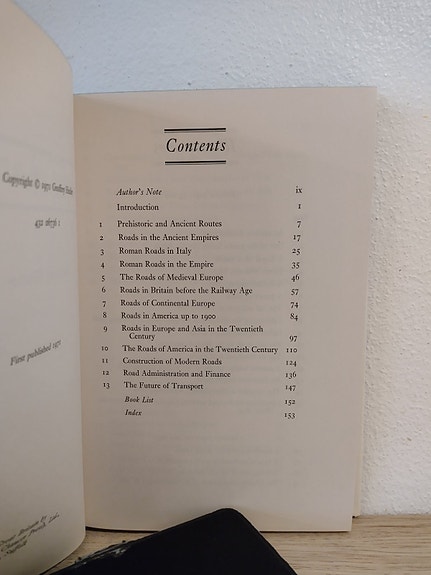 Copyright © 1971 Geoffrey
First published 1971
Contents
Author's Note ix
Introduction 1
1 Prehistoric and Ancient Routes 7
2 Roads in the Ancient Empires 17
3 Roman Roads in Italy 25
4 Roman Roads in the Empire 35
5 The Roads of Medieval Europe 46
6 Roads in Britain before the Railway Age 57
7 Roads of Continental Europe 74
8 Roads in America up to 1900 84
9 Roads in Europe and Asia in the Twentieth
Century 97
10 The Roads of America in the Twentieth Century 110
11 Construction of Modern Roads 124
12 Road Administration and Finance 136
13 The Future of Transport 147
Book List 152
Index 153